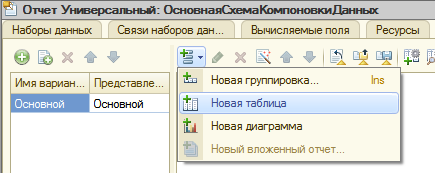 Отчет Универсальный: ОсновнаяСхемаКомпоновкиДанных
Наборы данных Связи наборов дан... Вычисляемые поля Ресурсы
Имя вариан... Представле...
Основной Основной
Новая группировка... Ins
Новая таблица
Новая диаграмма
Новый вложенный отчет...